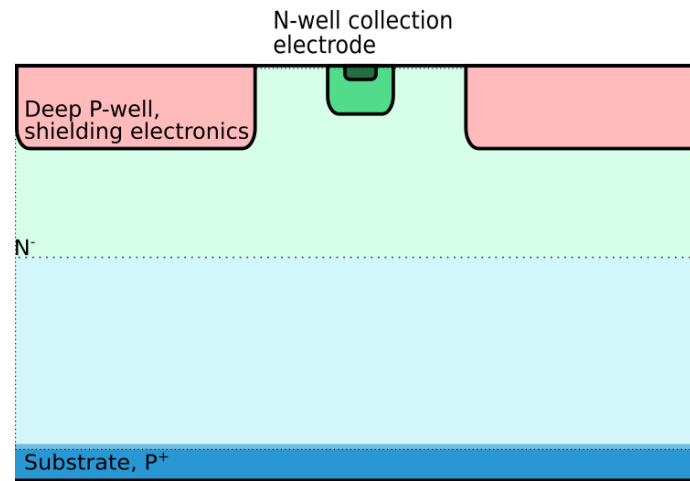 N-well collection
electrode
Deep P-well,
shielding electronics
N⁻
Substrate, P⁺